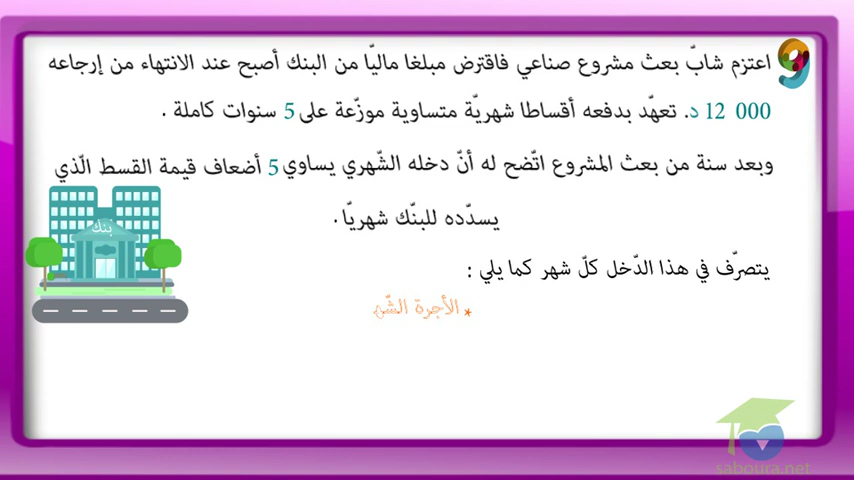 9 اعتزم شابّ بعث مشروع صناعي فاقترض مبلغا ماليّا من البنك أصبح عند الانتهاء من إرجاعه
12 000 د. تعهّد بدفعه أقساطا شهريّة متساوية موزّعة على 5 سنوات كاملة .
وبعد سنة من بعث المشروع اتّضح له أنّ دخله الشّهري يساوي 5 أضعاف قيمة القسط الّذي
يسدّده للبنّك شهريّا .
بنك
يتصرّف في هذا الدّخل كلّ شهر كما يلي :
* الأجرة الشّه
saboura.net